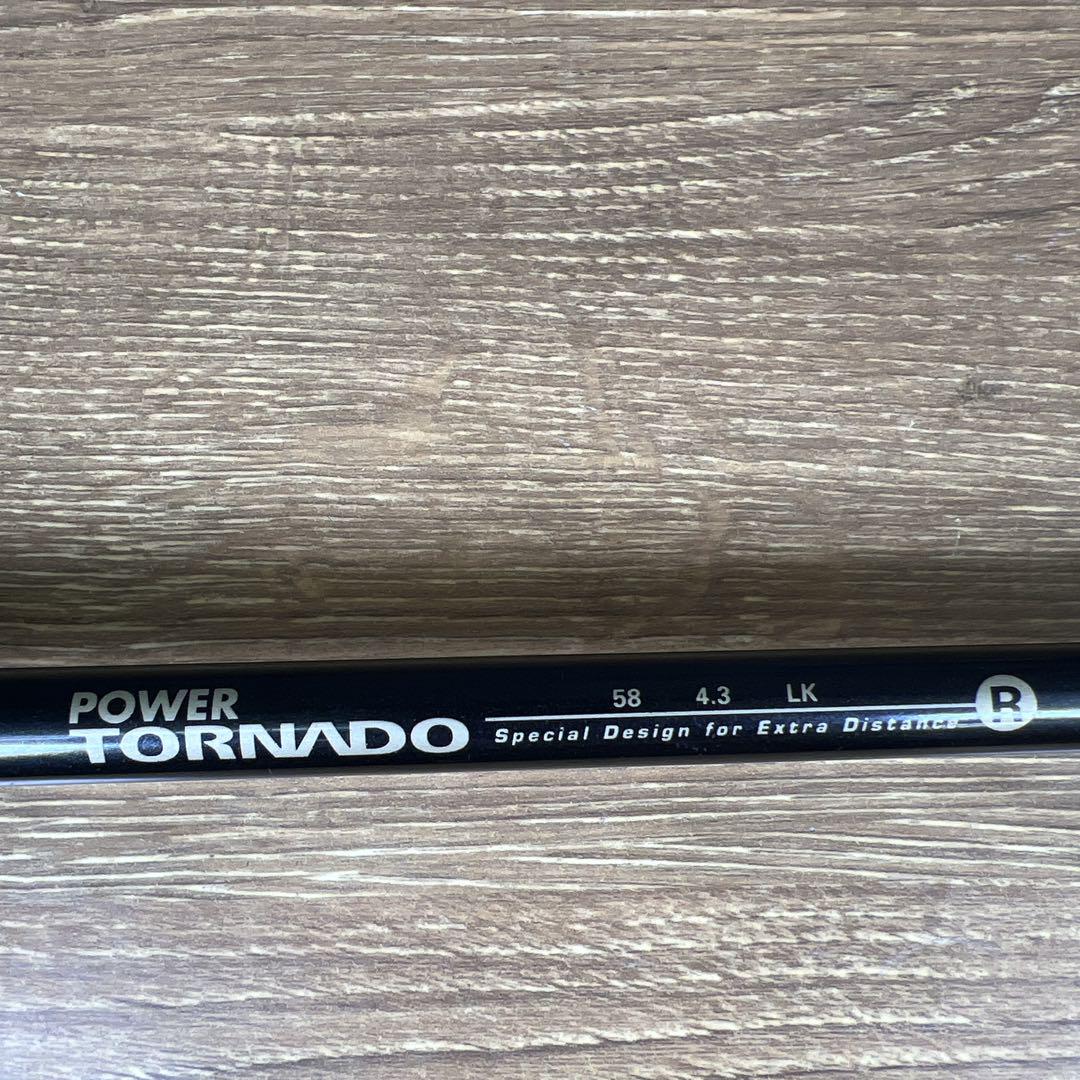 POWER
TORNADO
58 4.3 LK
Special Design for Extra Distance
R